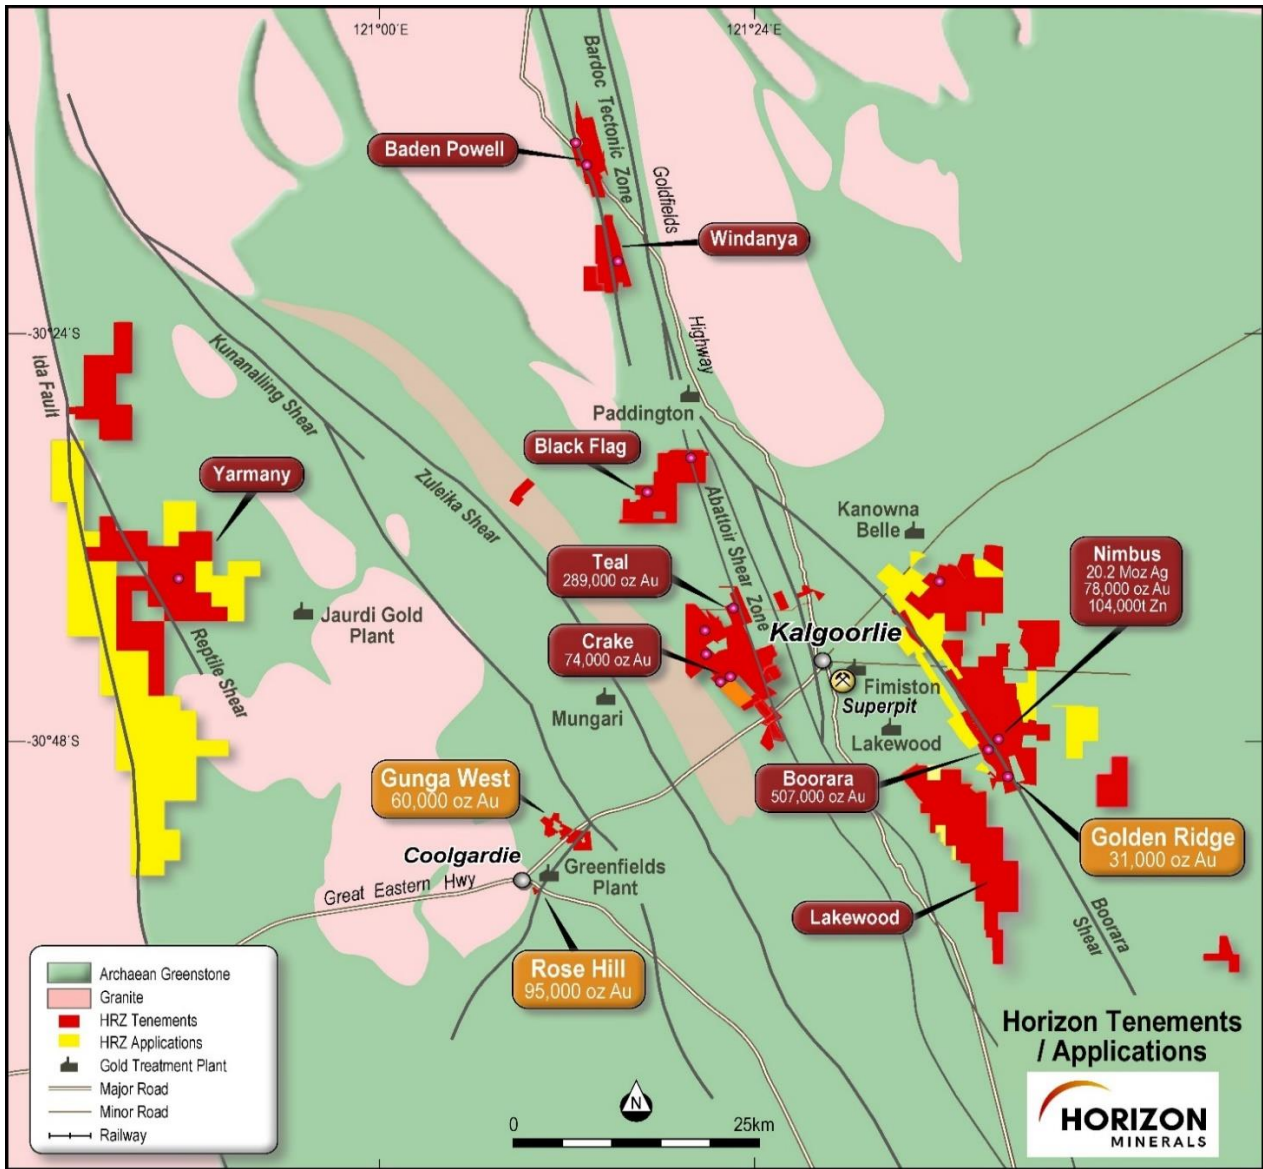 121°00´E
121°24´E
Bardoc Tectonic Zone
Baden Powell
Goldfields
Windanya
Highway
-30°24´S
Ida Fault
Kunanalling Shear
Paddington
Black Flag
Yarmany
Zuleika Shear
Abattoir Shear Zone
Kanowna
Belle
Nimbus
20.2 Moz Ag
78,000 oz Au
104,000t Zn
Teal
289,000 oz Au
Jaurdi Gold
Plant
Reptile Shear
Crake
74,000 oz Au
Kalgoorlie
Fimiston
Superpit
Mungari
Lakewood
-30°48´S
Boorara
507,000 oz Au
Gunga West
60,000 oz Au
Golden Ridge
31,000 oz Au
Coolgardie
Greenfields
Plant
Great Eastern Hwy
Lakewood
Boorara
Shear
Rose Hill
95,000 oz Au
Archaean Greenstone
Granite
HRZ Tenements
HRZ Applications
Gold Treatment Plant
Major Road
Minor Road
Railway
N
0
25km
Horizon Tenements
/ Applications
HORIZON
MINERALS